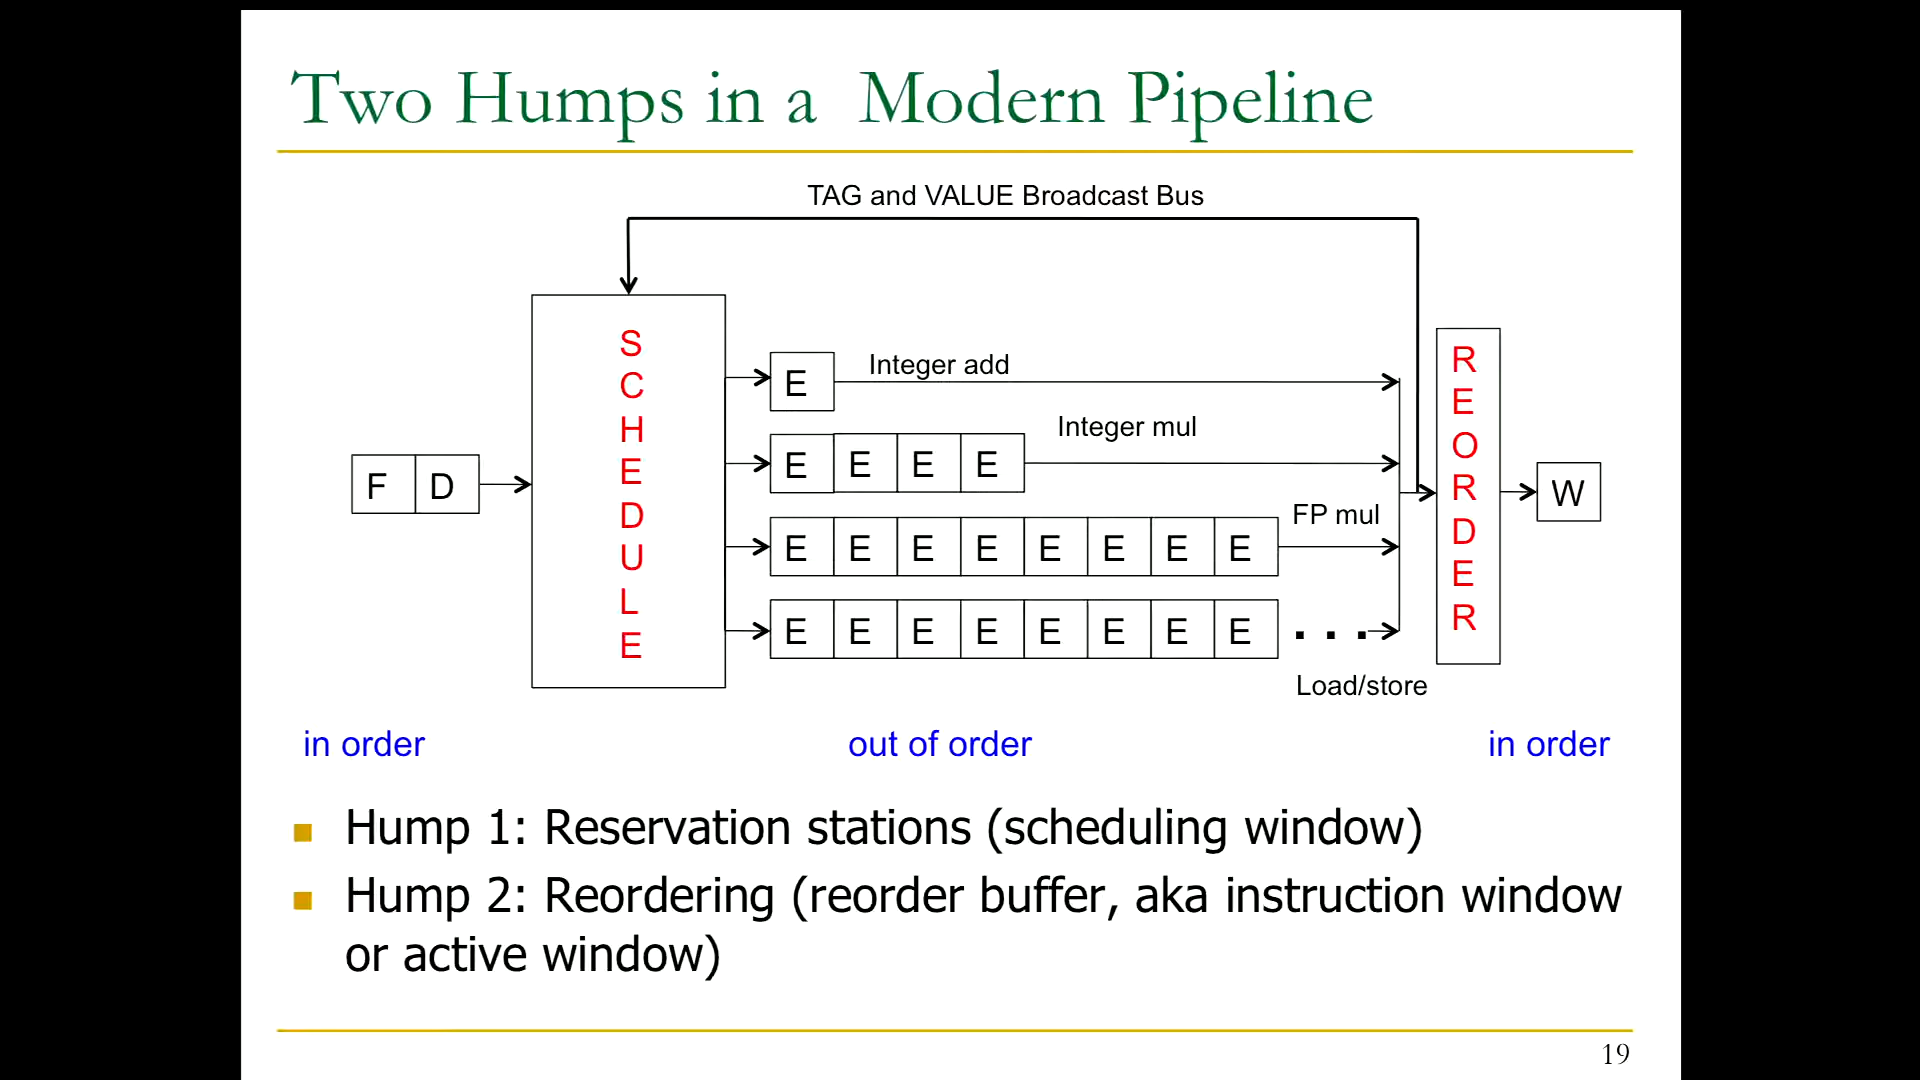 Two Humps in a Modern Pipeline
TAG and VALUE Broadcast Bus
SCHEDULE
REORDER
E
Integer add
Integer mul
E E E E
F D
W
FP mul
E E E E E E E E
E E E E E E E E . . .
Load/store
in order
out of order
in order
Hump 1: Reservation stations (scheduling window)
Hump 2: Reordering (reorder buffer, aka instruction window
or active window)
19